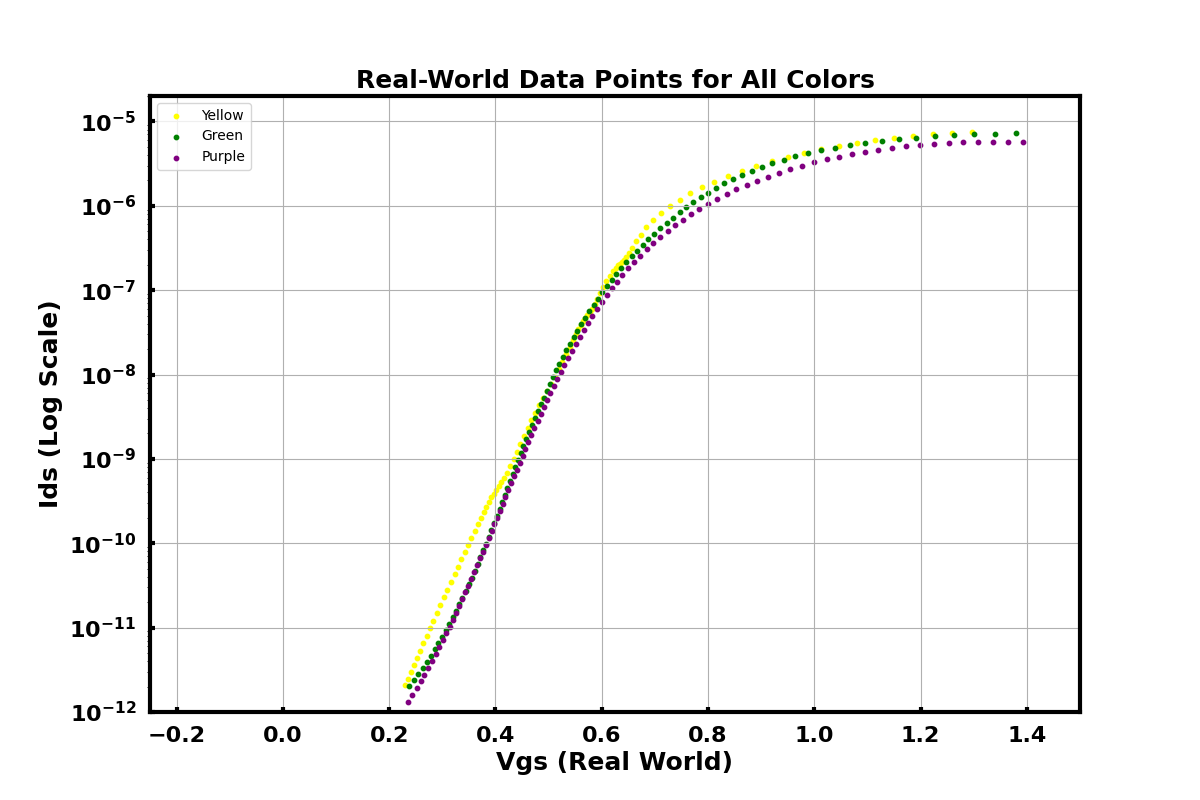 Real-World Data Points for All Colors
Yellow
Green
Purple
Ids (Log Scale)
10⁻⁵
10⁻⁶
10⁻⁷
10⁻⁸
10⁻⁹
10⁻¹⁰
10⁻¹¹
10⁻¹²
−0.2 0.0 0.2 0.4 0.6 0.8 1.0 1.2 1.4
Vgs (Real World)